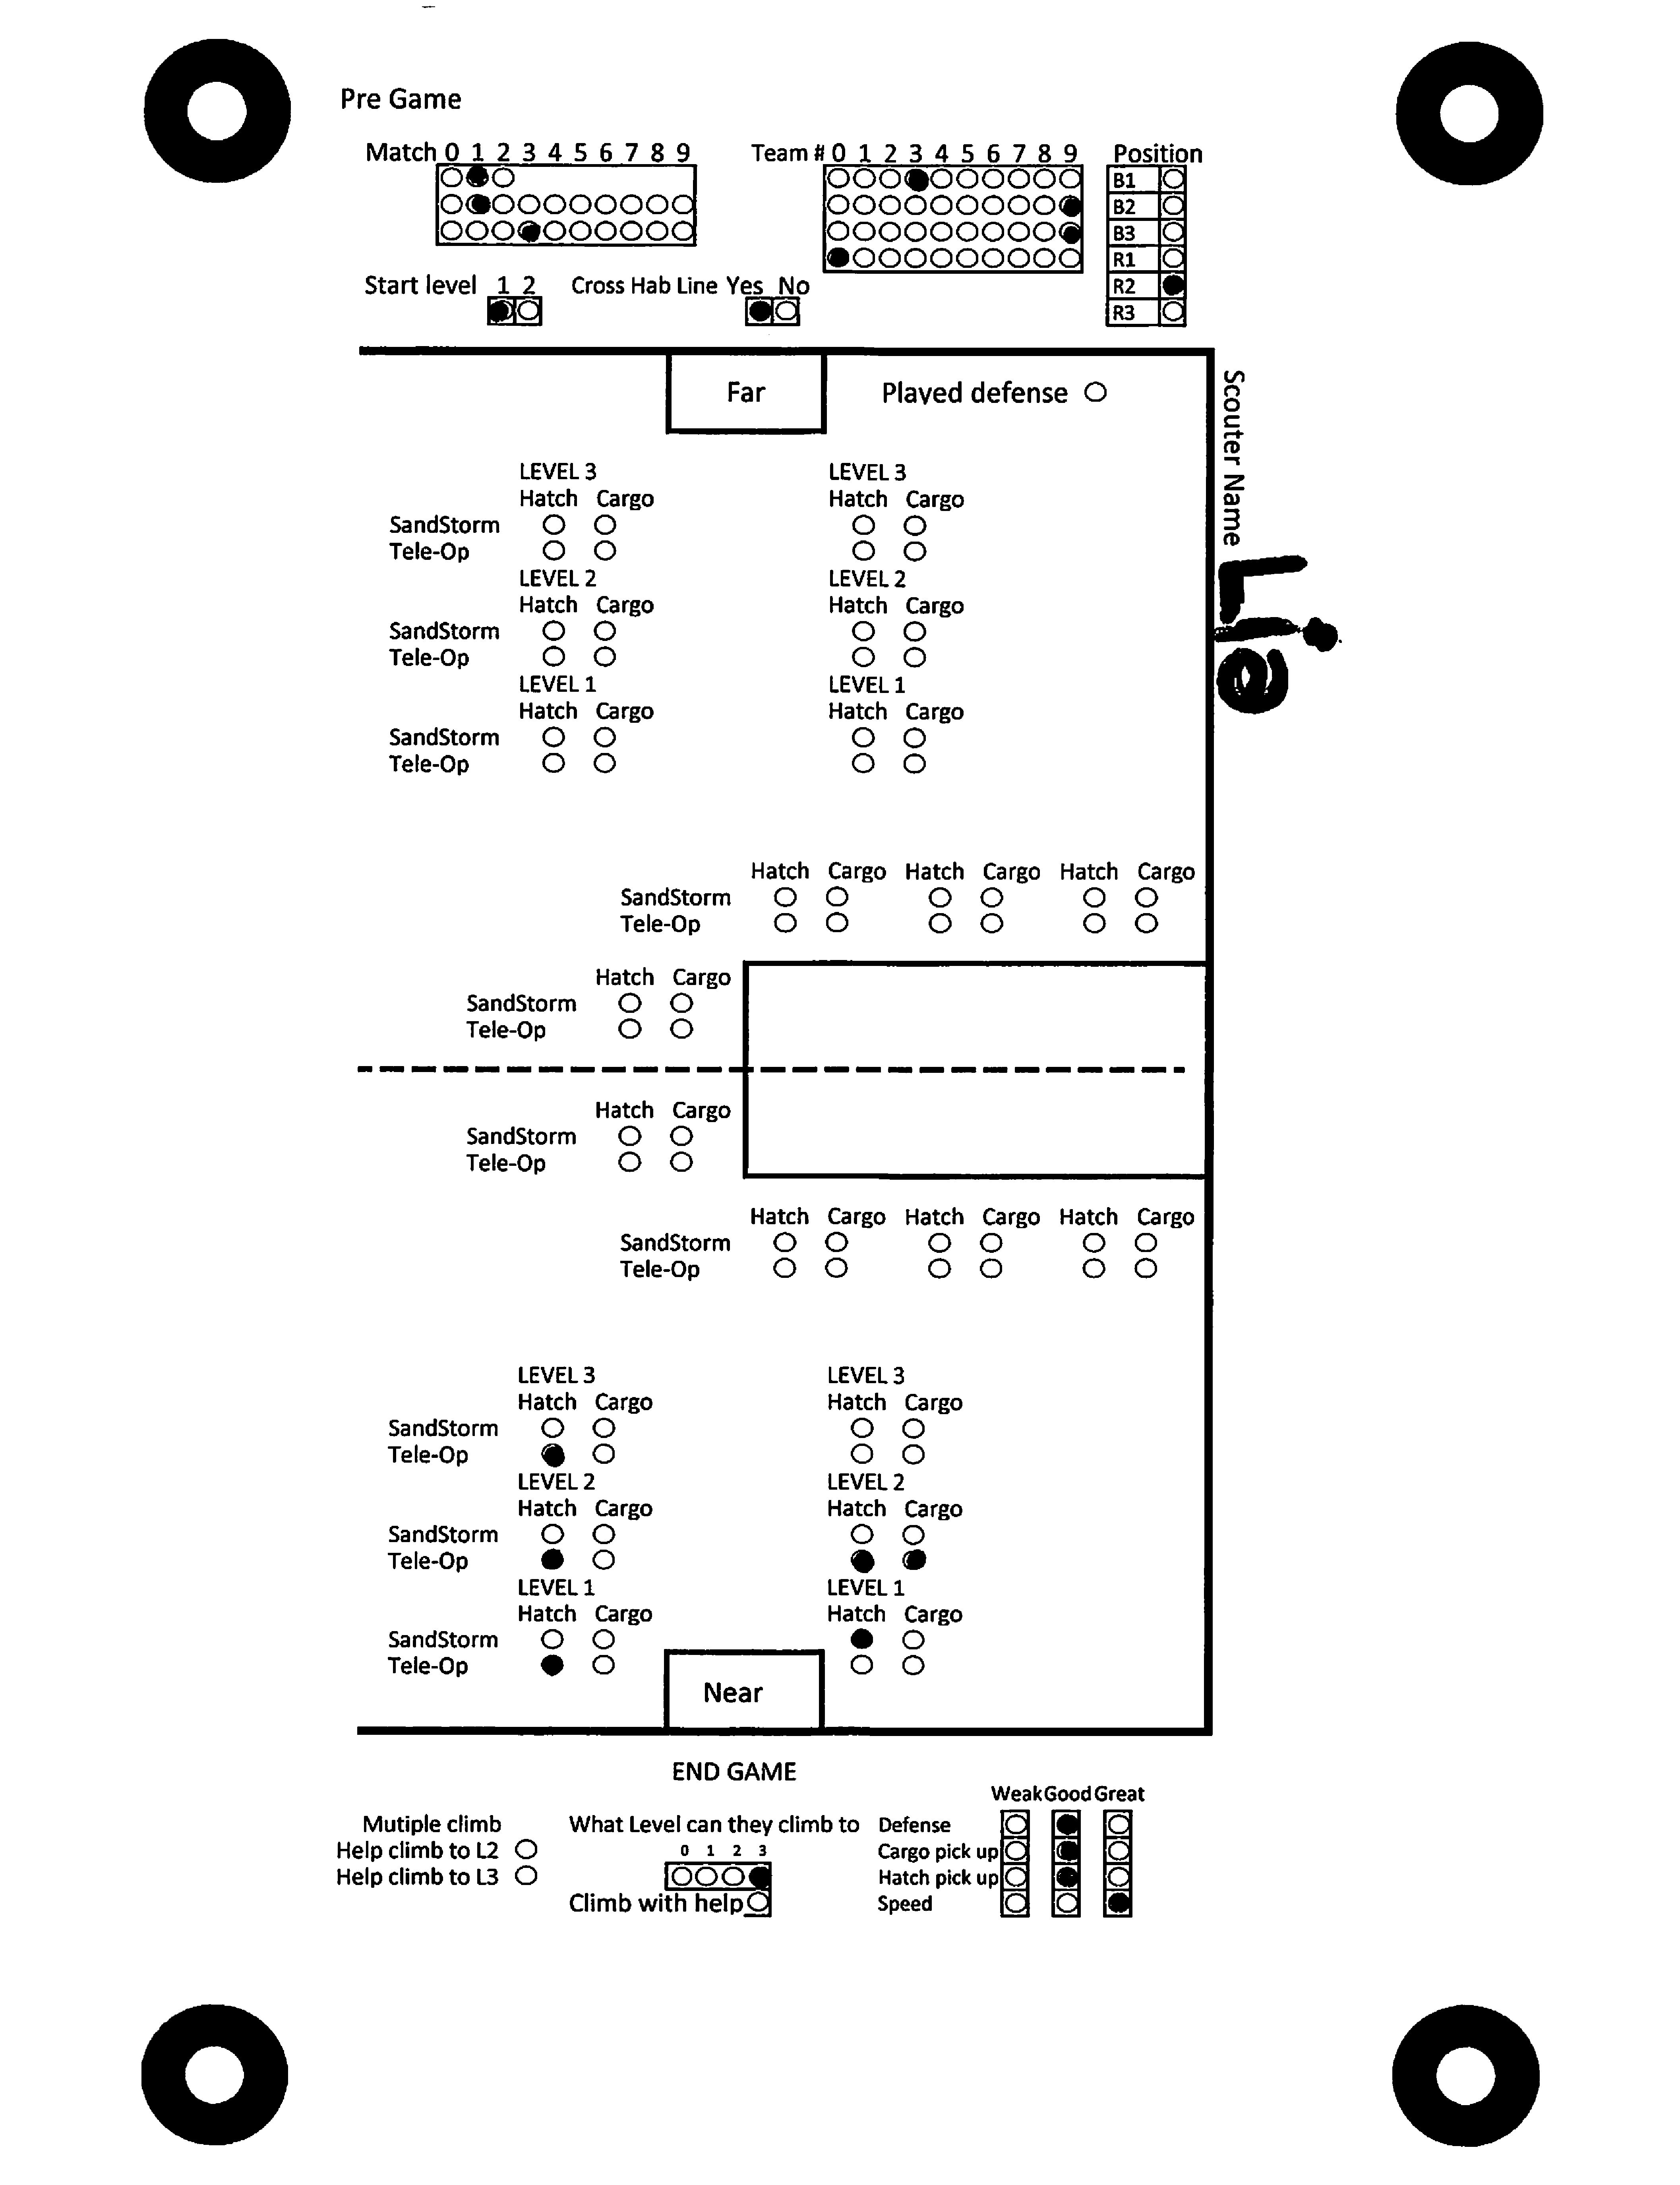 Pre Game
Match 0 1 2 3 4 5 6 7 8 9
Team # 0 1 2 3 4 5 6 7 8 9
Position
B1
B2
B3
R1
R2
R3
Start level 1 2
Cross Hab Line Yes No
Far
Played defense
Scouter Name
LEVEL 3 LEVEL 3
Hatch Cargo Hatch Cargo
SandStorm
Tele-Op
LEVEL 2 LEVEL 2
Hatch Cargo Hatch Cargo
SandStorm
Tele-Op
LEVEL 1 LEVEL 1
Hatch Cargo Hatch Cargo
SandStorm
Tele-Op
Hatch Cargo Hatch Cargo Hatch Cargo
SandStorm
Tele-Op
Hatch Cargo
SandStorm
Tele-Op
Hatch Cargo
SandStorm
Tele-Op
Hatch Cargo Hatch Cargo Hatch Cargo
SandStorm
Tele-Op
LEVEL 3 LEVEL 3
Hatch Cargo Hatch Cargo
SandStorm
Tele-Op
LEVEL 2 LEVEL 2
Hatch Cargo Hatch Cargo
SandStorm
Tele-Op
LEVEL 1 LEVEL 1
Hatch Cargo Hatch Cargo
SandStorm
Tele-Op
Near
END GAME
Weak Good Great
Mutiple climb
Help climb to L2
Help climb to L3
What Level can they climb to
0 1 2 3
Climb with help
Defense
Cargo pick up
Hatch pick up
Speed